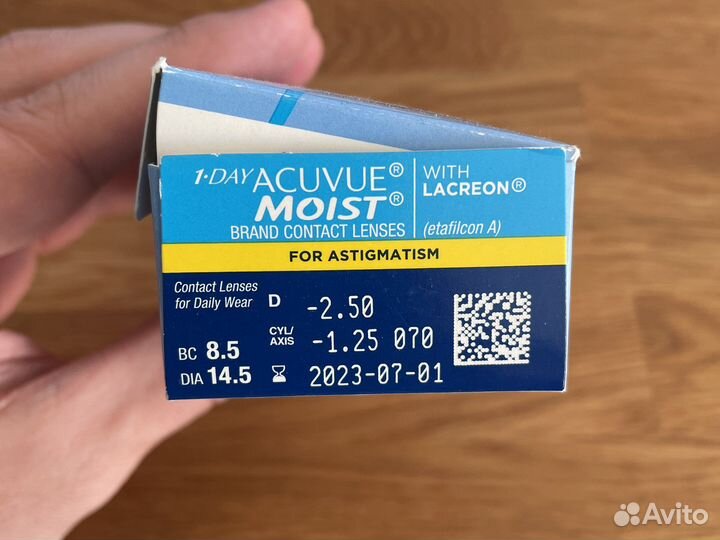 1·DAY ACUVUE® MOIST®
BRAND CONTACT LENSES
WITH
LACREON®
(etafilcon A)
FOR ASTIGMATISM
Contact Lenses
for Daily Wear
D -2.50
CYL/
AXIS -1.25 070
BC 8.5
DIA 14.5
2023-07-01
Avito